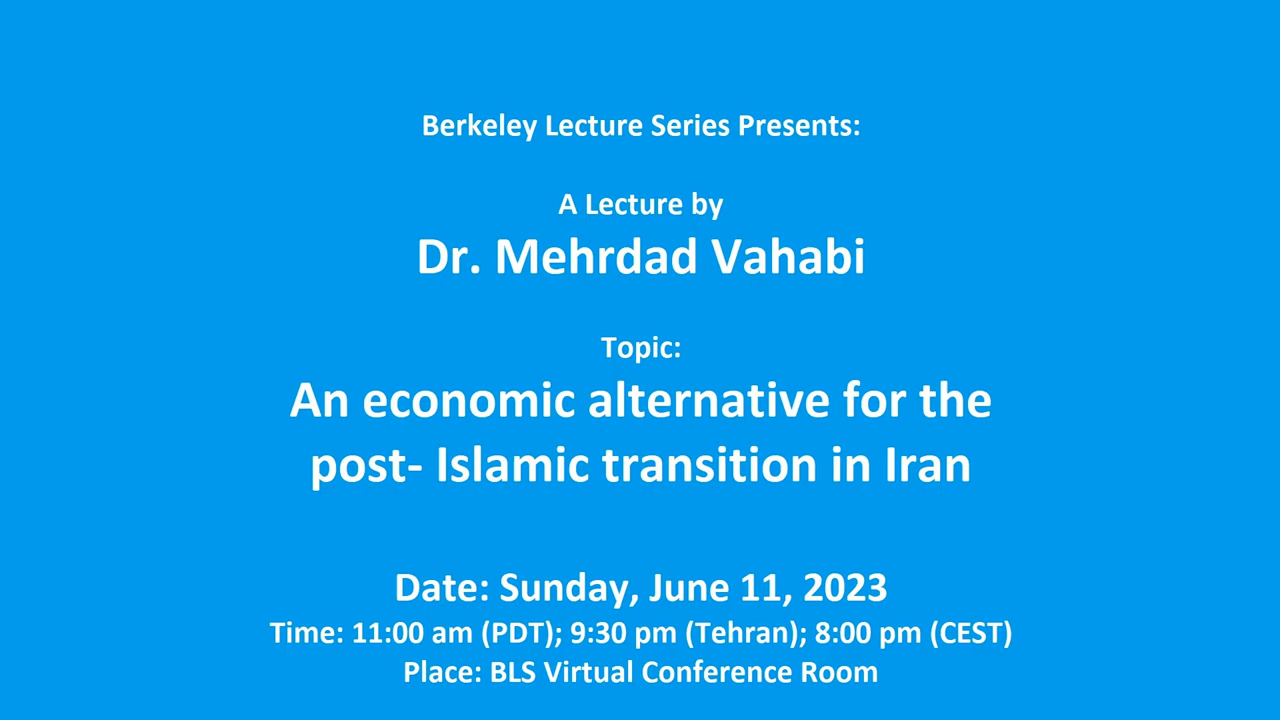 Berkeley Lecture Series Presents:
A Lecture by
Dr. Mehrdad Vahabi
Topic:
An economic alternative for the
post- Islamic transition in Iran
Date: Sunday, June 11, 2023
Time: 11:00 am (PDT); 9:30 pm (Tehran); 8:00 pm (CEST)
Place: BLS Virtual Conference Room